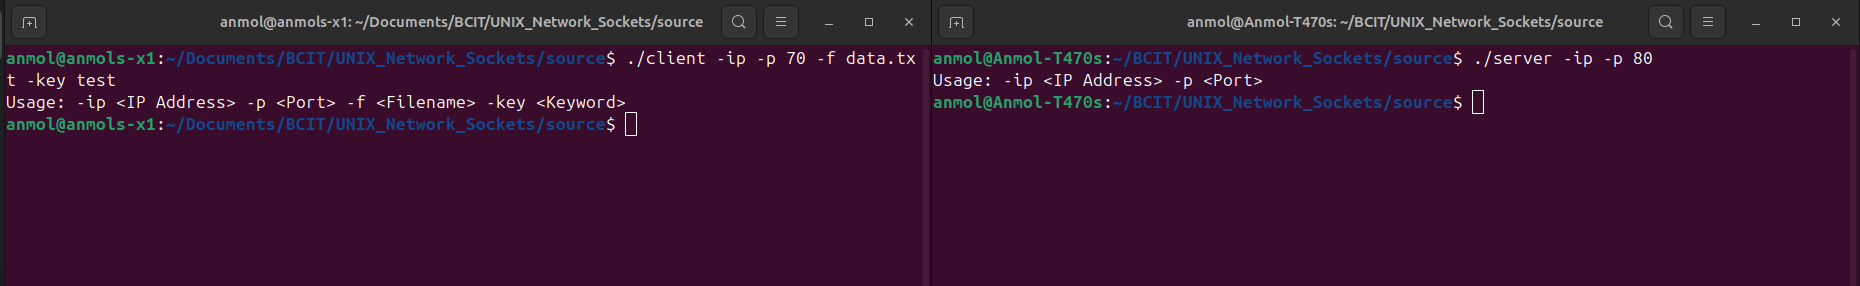 anmol@anmols-x1: ~/Documents/BCIT/UNIX_Network_Sockets/source
anmol@anmols-x1:~/Documents/BCIT/UNIX_Network_Sockets/source$ ./client -ip -p 70 -f data.tx
t -key test
Usage: -ip <IP Address> -p <Port> -f <Filename> -key <Keyword>
anmol@anmols-x1:~/Documents/BCIT/UNIX_Network_Sockets/source$
anmol@Anmol-T470s: ~/BCIT/UNIX_Network_Sockets/source
anmol@Anmol-T470s:~/BCIT/UNIX_Network_Sockets/source$ ./server -ip -p 80
Usage: -ip <IP Address> -p <Port>
anmol@Anmol-T470s:~/BCIT/UNIX_Network_Sockets/source$